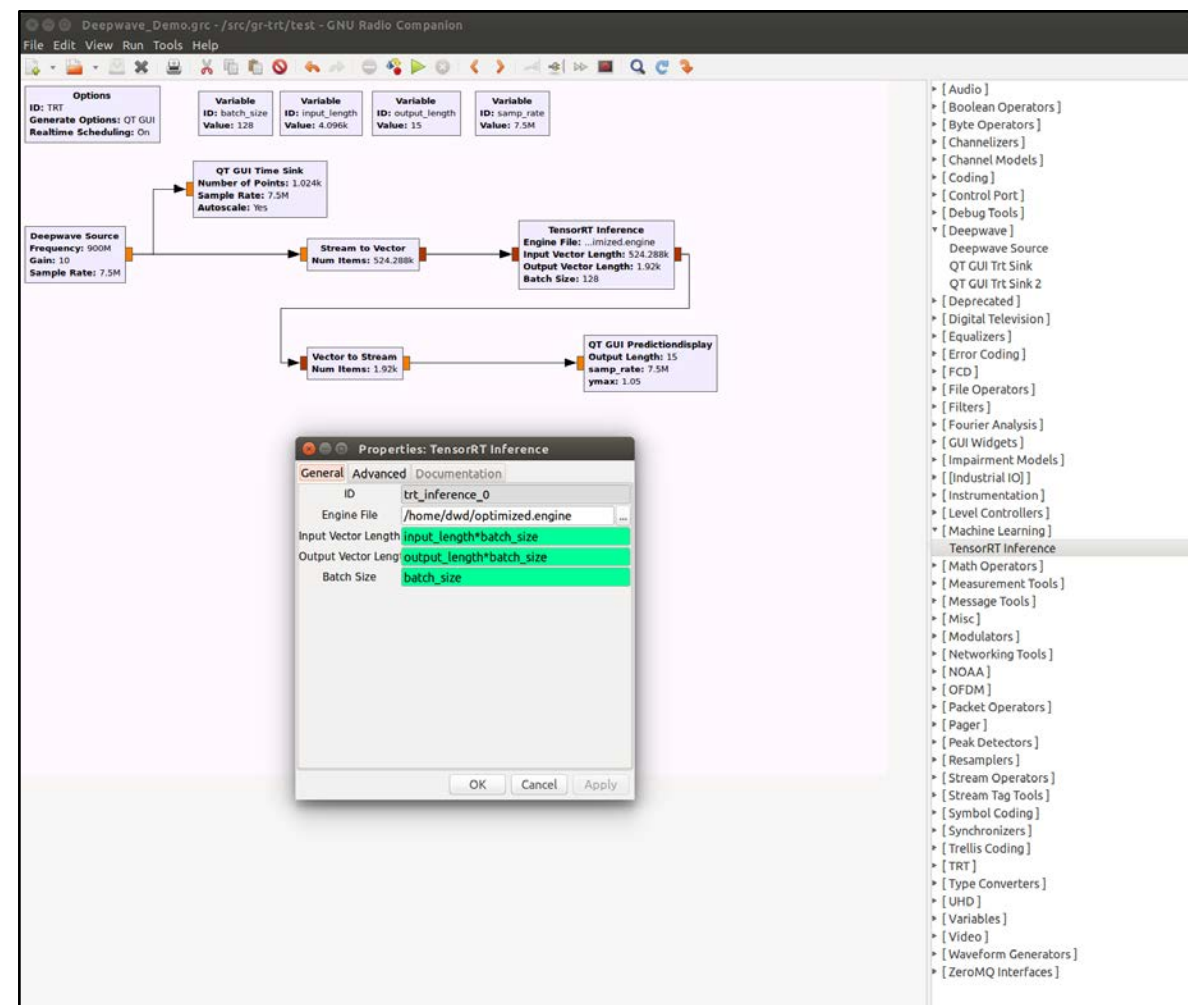 Deepwave_Demo.grc - /src/gr-trt/test - GNU Radio Companion
File Edit View Run Tools Help
Options
ID: TRT
Generate Options: QT GUI
Realtime Scheduling: On
Variable
ID: batch_size
Value: 128
Variable
ID: input_length
Value: 4.096k
Variable
ID: output_length
Value: 15
Variable
ID: samp_rate
Value: 7.5M
QT GUI Time Sink
Number of Points: 1.024k
Sample Rate: 7.5M
Autoscale: Yes
Deepwave Source
Frequency: 900M
Gain: 10
Sample Rate: 7.5M
Stream to Vector
Num Items: 524.288k
TensorRT Inference
Engine File: ...imized.engine
Input Vector Length: 524.288k
Output Vector Length: 1.92k
Batch Size: 128
Vector to Stream
Num Items: 1.92k
QT GUI Predictiondisplay
Output Length: 15
samp_rate: 7.5M
ymax: 1.05
Properties: TensorRT Inference
General Advanced Documentation
ID trt_inference_0
Engine File /home/dwd/optimized.engine ...
Input Vector Length input_length*batch_size
Output Vector Leng output_length*batch_size
Batch Size batch_size
OK Cancel Apply
[ Audio ]
[ Boolean Operators ]
[ Byte Operators ]
[ Channelizers ]
[ Channel Models ]
[ Coding ]
[ Control Port ]
[ Debug Tools ]
[ Deepwave ]
Deepwave Source
QT GUI Trt Sink
QT GUI Trt Sink 2
[ Deprecated ]
[ Digital Television ]
[ Equalizers ]
[ Error Coding ]
[ FCD ]
[ File Operators ]
[ Filters ]
[ Fourier Analysis ]
[ GUI Widgets ]
[ Impairment Models ]
[ [Industrial IO] ]
[ Instrumentation ]
[ Level Controllers ]
[ Machine Learning ]
TensorRT Inference
[ Math Operators ]
[ Measurement Tools ]
[ Message Tools ]
[ Misc ]
[ Modulators ]
[ Networking Tools ]
[ NOAA ]
[ OFDM ]
[ Packet Operators ]
[ Pager ]
[ Peak Detectors ]
[ Resamplers ]
[ Stream Operators ]
[ Stream Tag Tools ]
[ Symbol Coding ]
[ Synchronizers ]
[ Trellis Coding ]
[ TRT ]
[ Type Converters ]
[ UHD ]
[ Variables ]
[ Video ]
[ Waveform Generators ]
[ ZeroMQ Interfaces ]